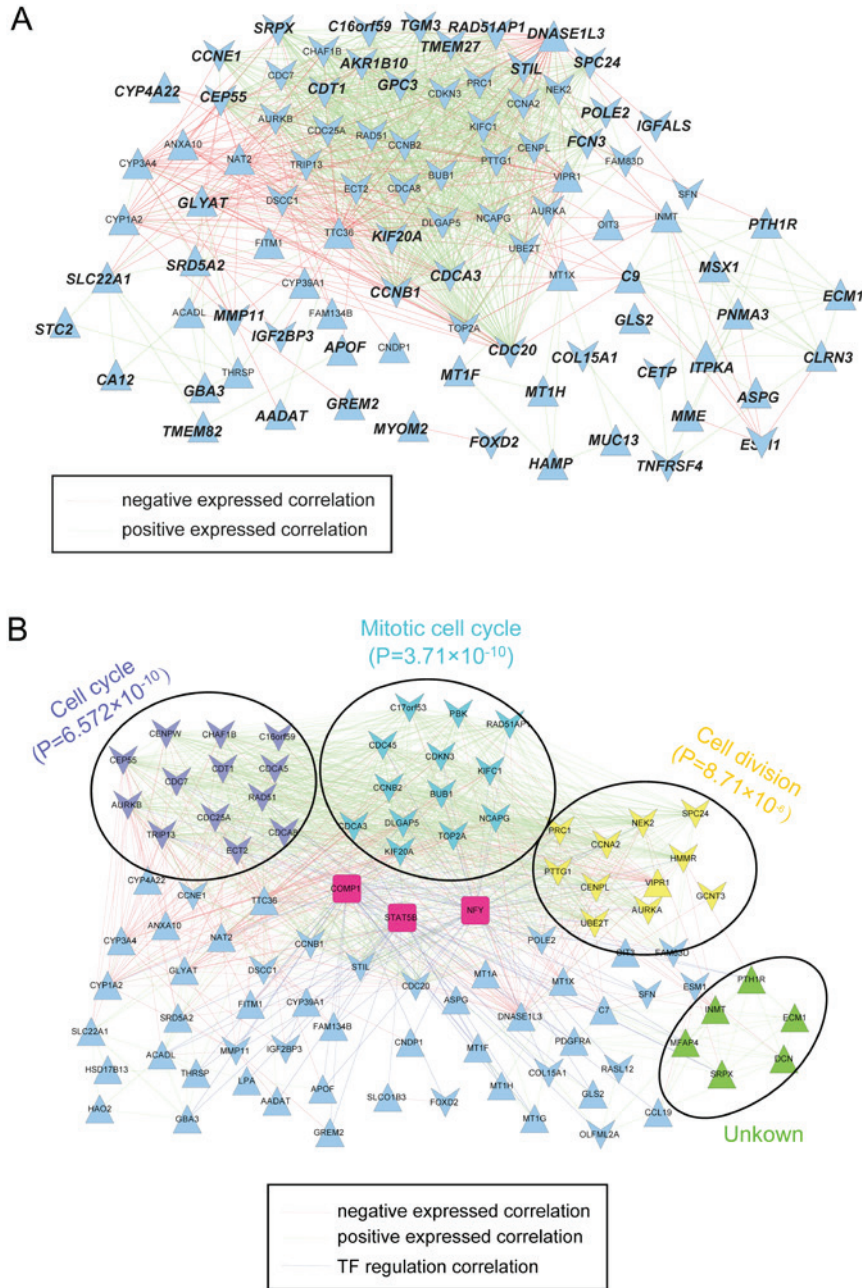 A
SRPX
C16orf59
TGM3
RAD51AP1
DNASE1L3
CCNE1
CHAF1B
TMEM27
STIL
SPC24
CDC7
AKR1B10
PRC1
CYP4A22
CEP55
CDT1
GPC3
CDKN3
NEK2
CCNA2
POLE2
AURKB
CDC25A
RAD51
CCNB2
KIFC1
FCN3
IGFALS
ANXA10
CYP3A4
NAT2
TRIP13
BUB1
PTTG1
CENPL
VIPR1
FAM83D
GLYAT
DSCC1
ECT2
CDCA8
SFN
CYP1A2
TTC36
KIF20A
DLGAP5
NCAPG
AURKA
OIT3
INMT
PTH1R
FITM1
UBE2T
SLC22A1
SRD5A2
CYP39A1
CCNB1
CDCA3
MT1X
C9
MSX1
ECM1
STC2
ACADL
MMP11
FAM134B
TOP2A
GLS2
PNMA3
IGF2BP3
APOF
CNDP1
CDC20
COL15A1
CETP
ITPKA
CLRN3
CA12
GBA3
THRSP
MT1F
MT1H
MME
ASPG
TMEM82
AADAT
GREM2
MYOM2
FOXD2
HAMP
MUC13
TNFRSF4
negative expressed correlation
positive expressed correlation
B
Mitotic cell cycle
(P=3.71×10-10)
Cell cycle
(P=6.572×10-10)
Cell division
CENPW
CHAF1B
C16orf59
C17orf53
PBK
RAD51AP1
CEP55
CDC7
CDT1
CDCA5
CDC45
CDKN3
KIFC1
AURKB
CDC25A
RAD51
CCNB2
BUB1
TRIP13
ECT2
CDCA8
CDCA3
DLGAP5
KIF20A
TOP2A
NCAPG
PRC1
NEK2
SPC24
CCNA2
HMMR
PTTG1
CENPL
VIPR1
GCNT3
UBE2T
AURKA
CYP4A22
CCNE1
TTC36
COMP1
STAT5B
NFY
CYP3A4
ANXA10
NAT2
CCNB1
STIL
POLE2
OIT3
FAM83D
CYP1A2
GLYAT
DSCC1
CDC20
MT1A
MT1X
SFN
ESM1
PTH1R
SLC22A1
SRD5A2
FITM1
CYP39A1
ASPG
DNASE1L3
C7
INMT
ECM1
FAM134B
HSD17B13
ACADL
MMP11
IGF2BP3
CNDP1
MT1F
PDGFRA
MFAP4
DCN
THRSP
LPA
APOF
COL15A1
RASL12
SRPX
HAO2
GBA3
AADAT
SLCO1B3
FOXD2
MT1H
GLS2
CCL19
GREM2
MT1G
OLFML2A
Unkown
negative expressed correlation
positive expressed correlation
TF regulation correlation